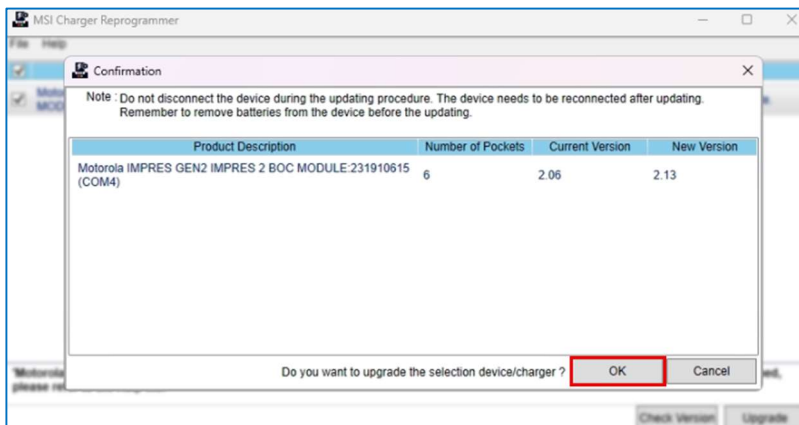 MSI Charger Reprogrammer
File Help
Confirmation
Note : Do not disconnect the device during the updating procedure. The device needs to be reconnected after updating.
Remember to remove batteries from the device before the updating.
Product Description Number of Pockets Current Version New Version
Motorola IMPRES GEN2 IMPRES 2 BOC MODULE:231910615 6 2.06 2.13
(COM4)
Do you want to upgrade the selection device/charger ? OK Cancel
Check Version Upgrade